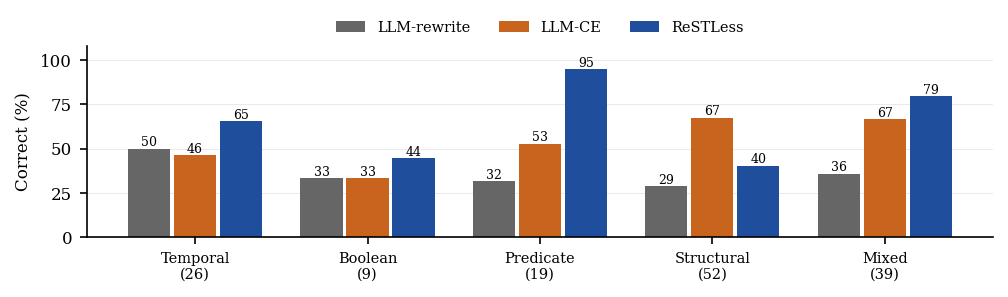 LLM-rewrite LLM-CE ReSTLess
Correct (%)
100
75
50
25
0
50 46 65
33 33 44
32 53 95
29 67 40
36 67 79
Temporal Boolean Predicate Structural Mixed
(26) (9) (19) (52) (39)